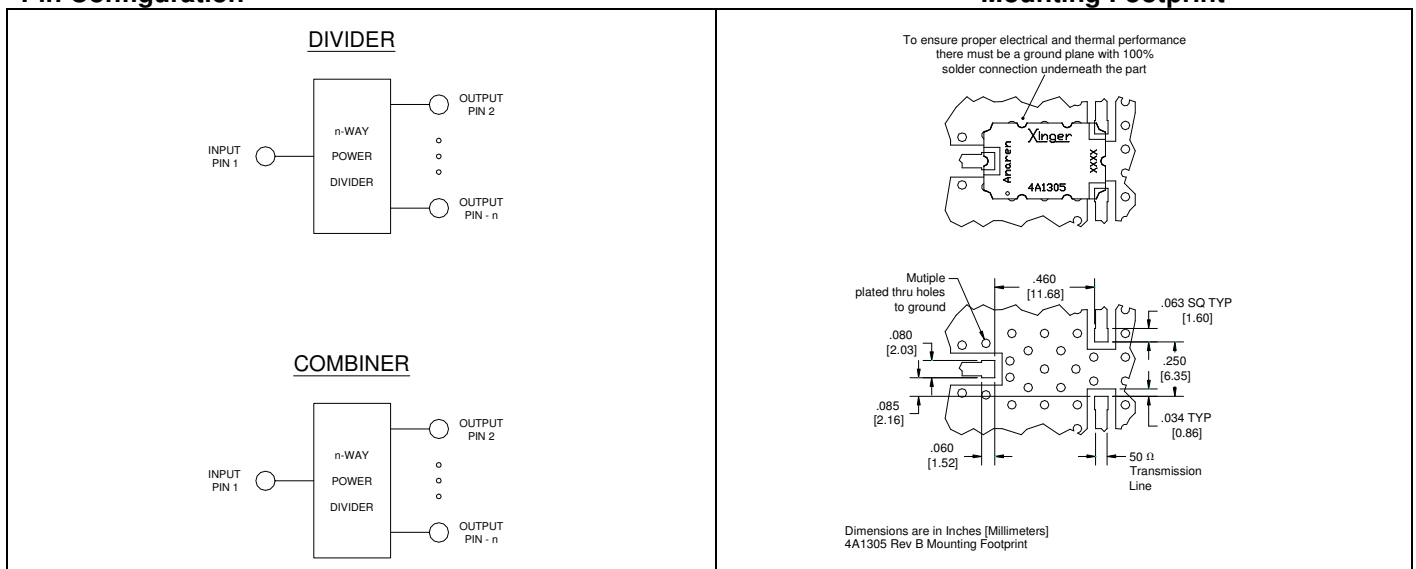 Pin Configuration
Mounting Footprint
DIVIDER
n-WAY
POWER
DIVIDER
INPUT
PIN 1
OUTPUT
PIN 2
OUTPUT
PIN - n
COMBINER
n-WAY
POWER
DIVIDER
INPUT
PIN 1
OUTPUT
PIN 2
OUTPUT
PIN - n
To ensure proper electrical and thermal performance
there must be a ground plane with 100%
solder connection underneath the part
Xinger
Anaren
XXXX
4A1305
Mutiple
plated thru holes
to ground
.460
[11.68]
.063 SQ TYP
[1.60]
.080
[2.03]
.250
[6.35]
.085
[2.16]
.034 TYP
[0.86]
.060
[1.52]
50 Ω
Transmission
Line
Dimensions are in Inches [Millimeters]
4A1305 Rev B Mounting Footprint